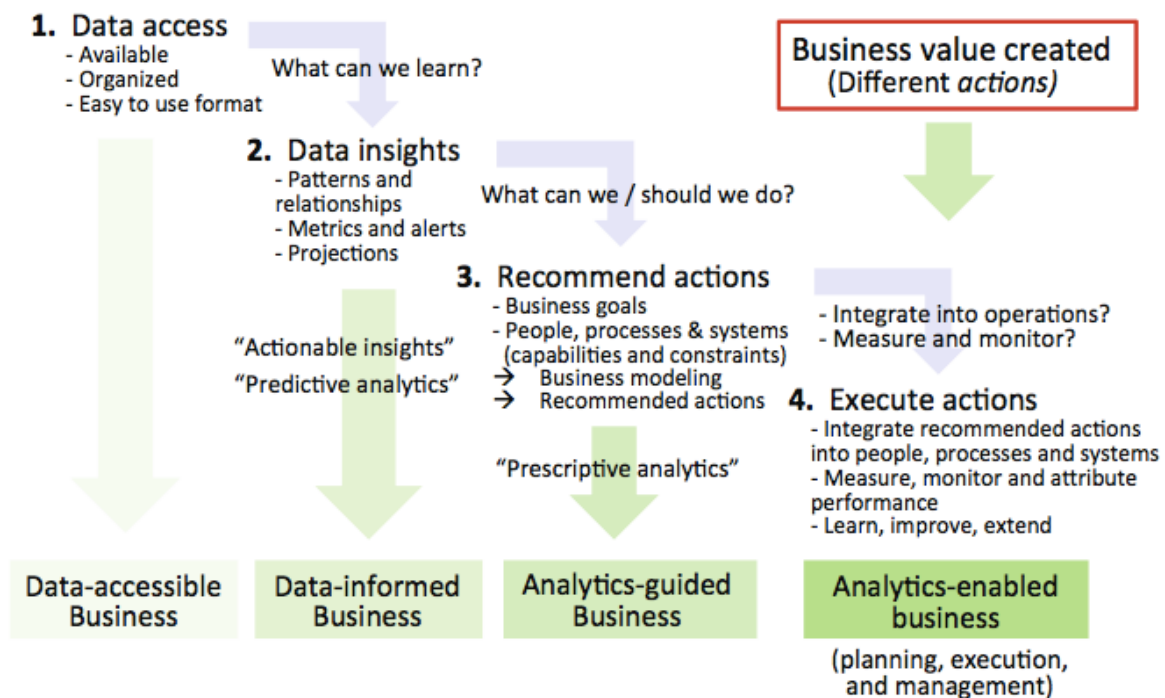 1. Data access
- Available
- Organized
- Easy to use format
What can we learn?
Business value created
(Different actions)
2. Data insights
- Patterns and
relationships
- Metrics and alerts
- Projections
What can we / should we do?
3. Recommend actions
- Business goals
- People, processes & systems
(capabilities and constraints)
→ Business modeling
→ Recommended actions
- Integrate into operations?
- Measure and monitor?
"Actionable insights"
"Predictive analytics"
4. Execute actions
- Integrate recommended actions
into people, processes and systems
- Measure, monitor and attribute
performance
- Learn, improve, extend
"Prescriptive analytics"
Data-accessible
Business
Data-informed
Business
Analytics-guided
Business
Analytics-enabled
business
(planning, execution,
and management)